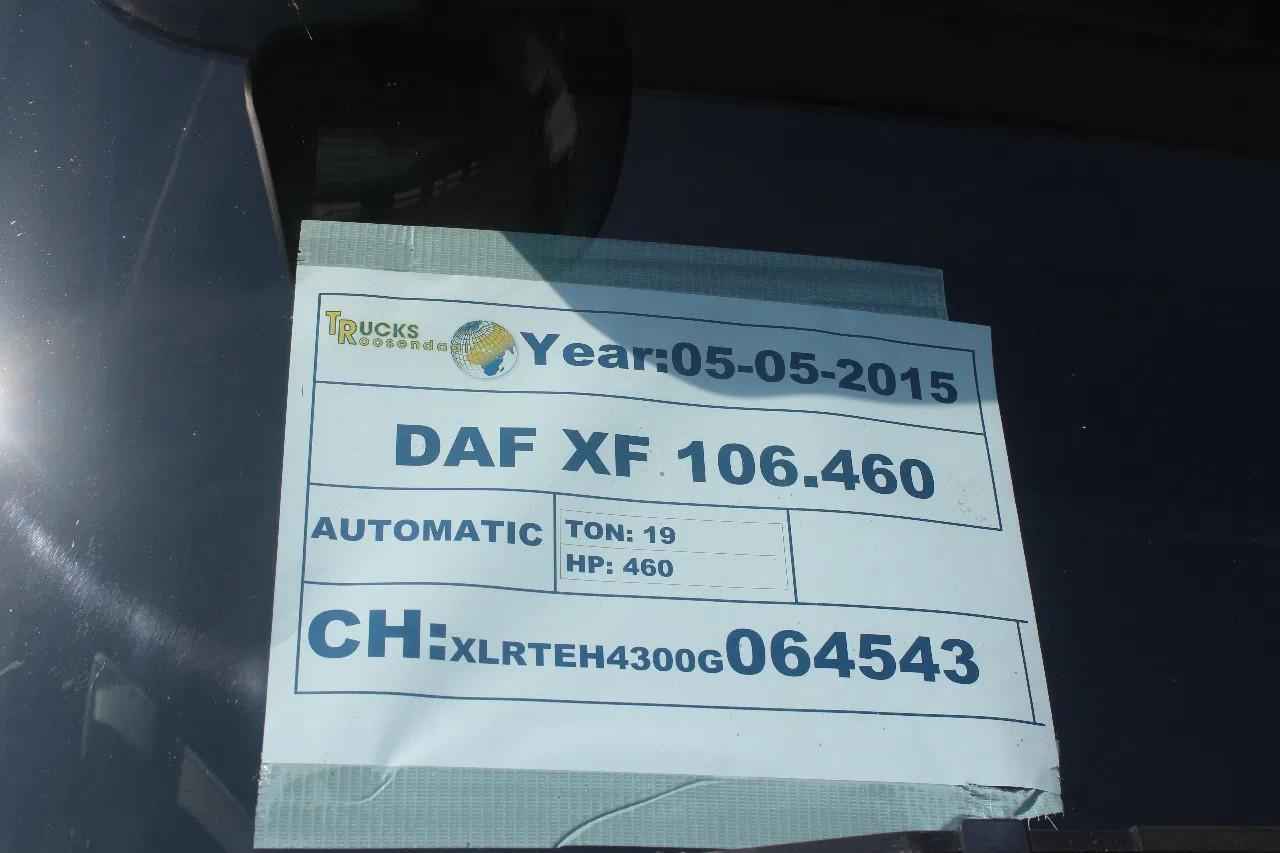 TRUCKS
Roosendaal
Year:05-05-2015
DAF XF 106.460
AUTOMATIC
TON: 19
HP: 460
CH:XLRTEH4300G064543